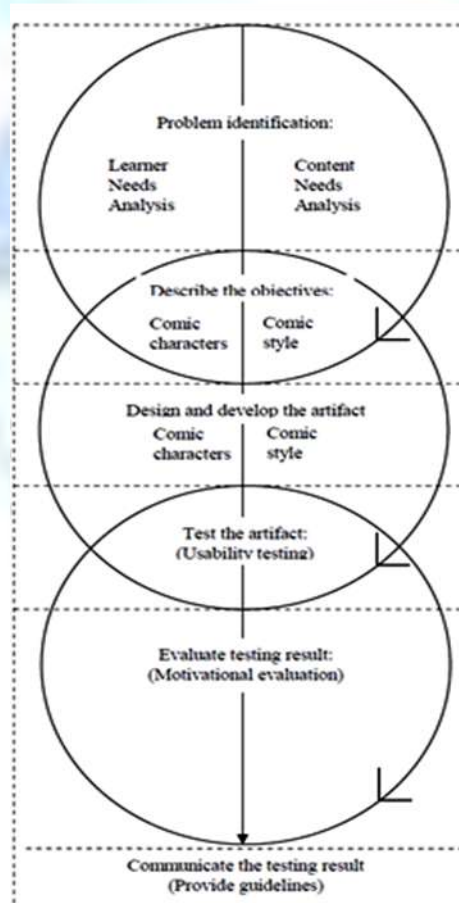 Problem identification:
Learner Needs Analysis
Content Needs Analysis
Describe the objectives:
Comic characters
Comic style
Design and develop the artifact
Comic characters
Comic style
Test the artifact:
(Usability testing)
Evaluate testing result:
(Motivational evaluation)
Communicate the testing result
(Provide guidelines)